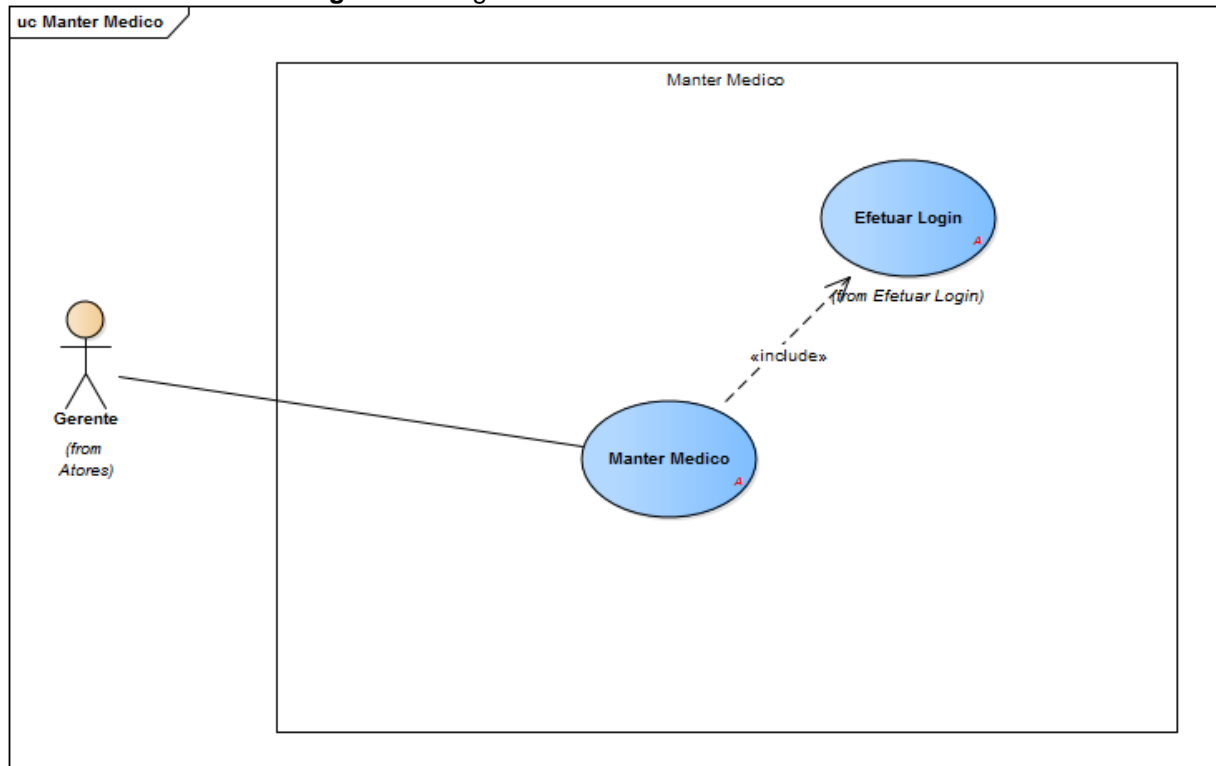 uc Manter Medico
Manter Medico
Efetuar Login
A
(from Efetuar Login)
«include»
Gerente
(from
Atores)
Manter Medico
A